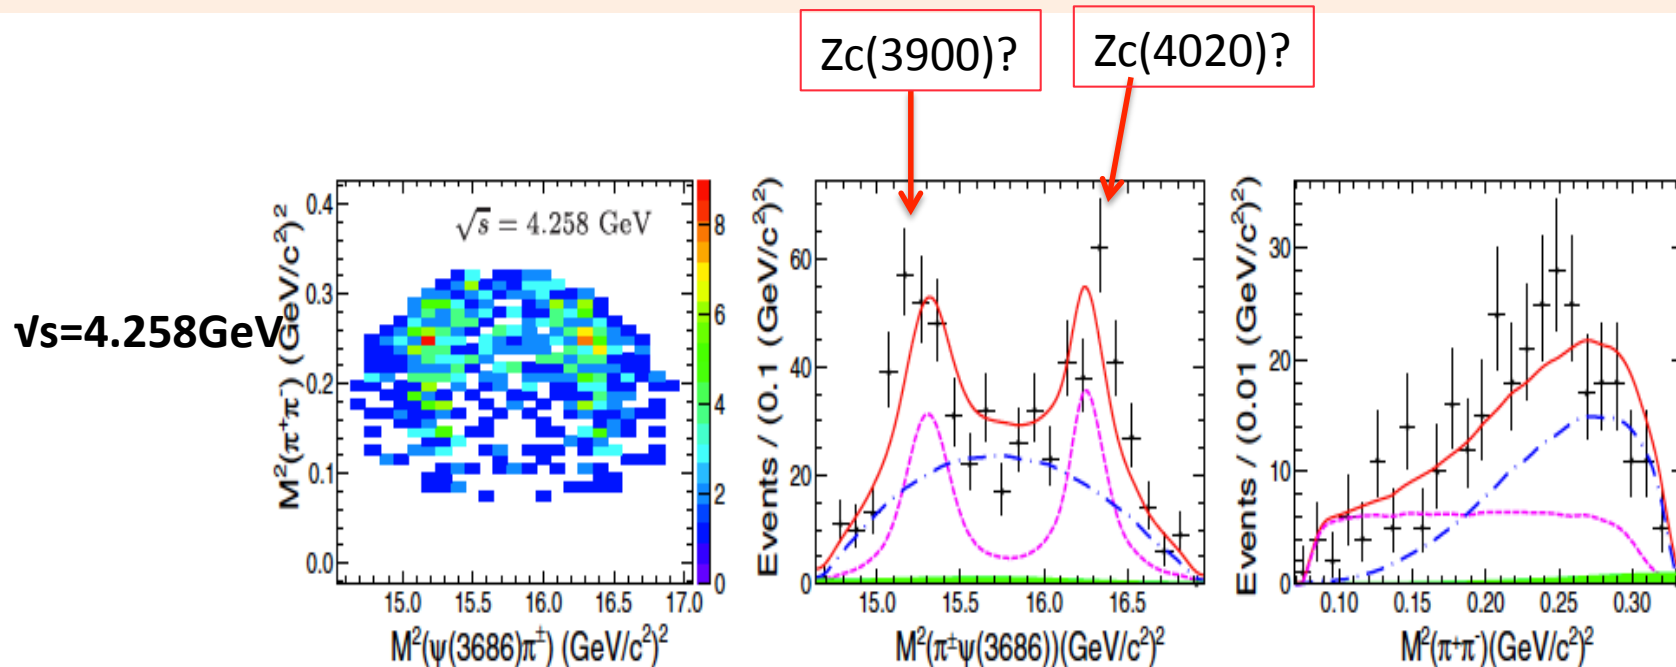 Zc(3900)?
Zc(4020)?
√s=4.258GeV
M²(π⁺π⁻) (GeV/c²)²
0.4
0.3
0.2
0.1
0.0
√s = 4.258 GeV
15.0 15.5 16.0 16.5 17.0
M²(ψ(3686)π±) (GeV/c²)²
8
6
4
2
0
Events / (0.1 (GeV/c²)²)
60
40
20
0
15.0 15.5 16.0 16.5
M²(π±ψ(3686))(GeV/c²)²
Events / (0.01 (GeV/c²)²)
30
20
10
0
0.10 0.15 0.20 0.25 0.30
M²(π⁺π⁻)(GeV/c²)²